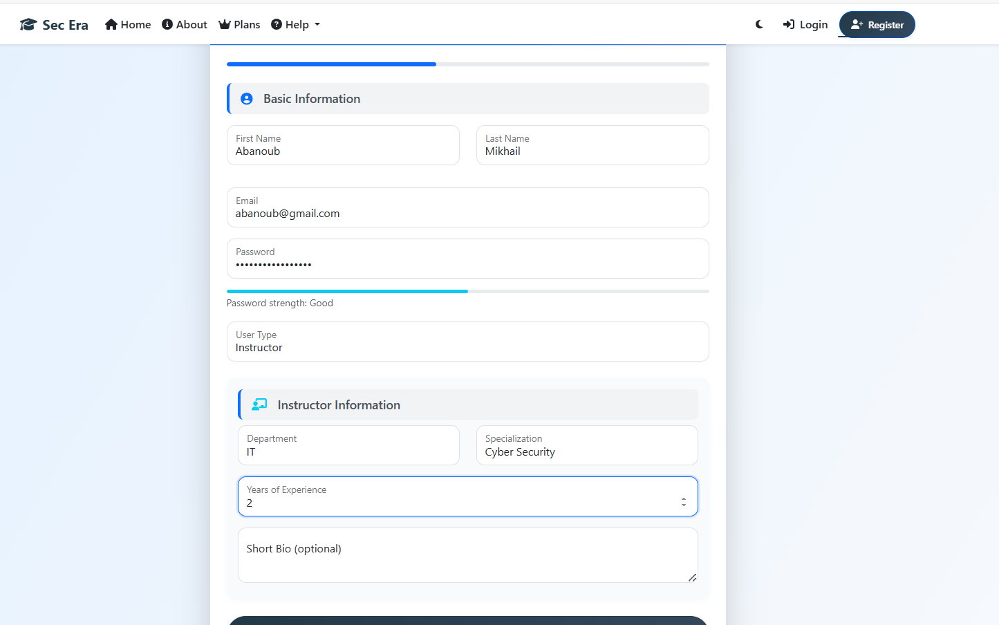 Sec Era Home About Plans Help Login Register
Basic Information
First Name Last Name
Abanoub Mikhail
Email
abanoub@gmail.com
Password
•••••••••••••••••
Password strength: Good
User Type
Instructor
Instructor Information
Department Specialization
IT Cyber Security
Years of Experience
2
Short Bio (optional)